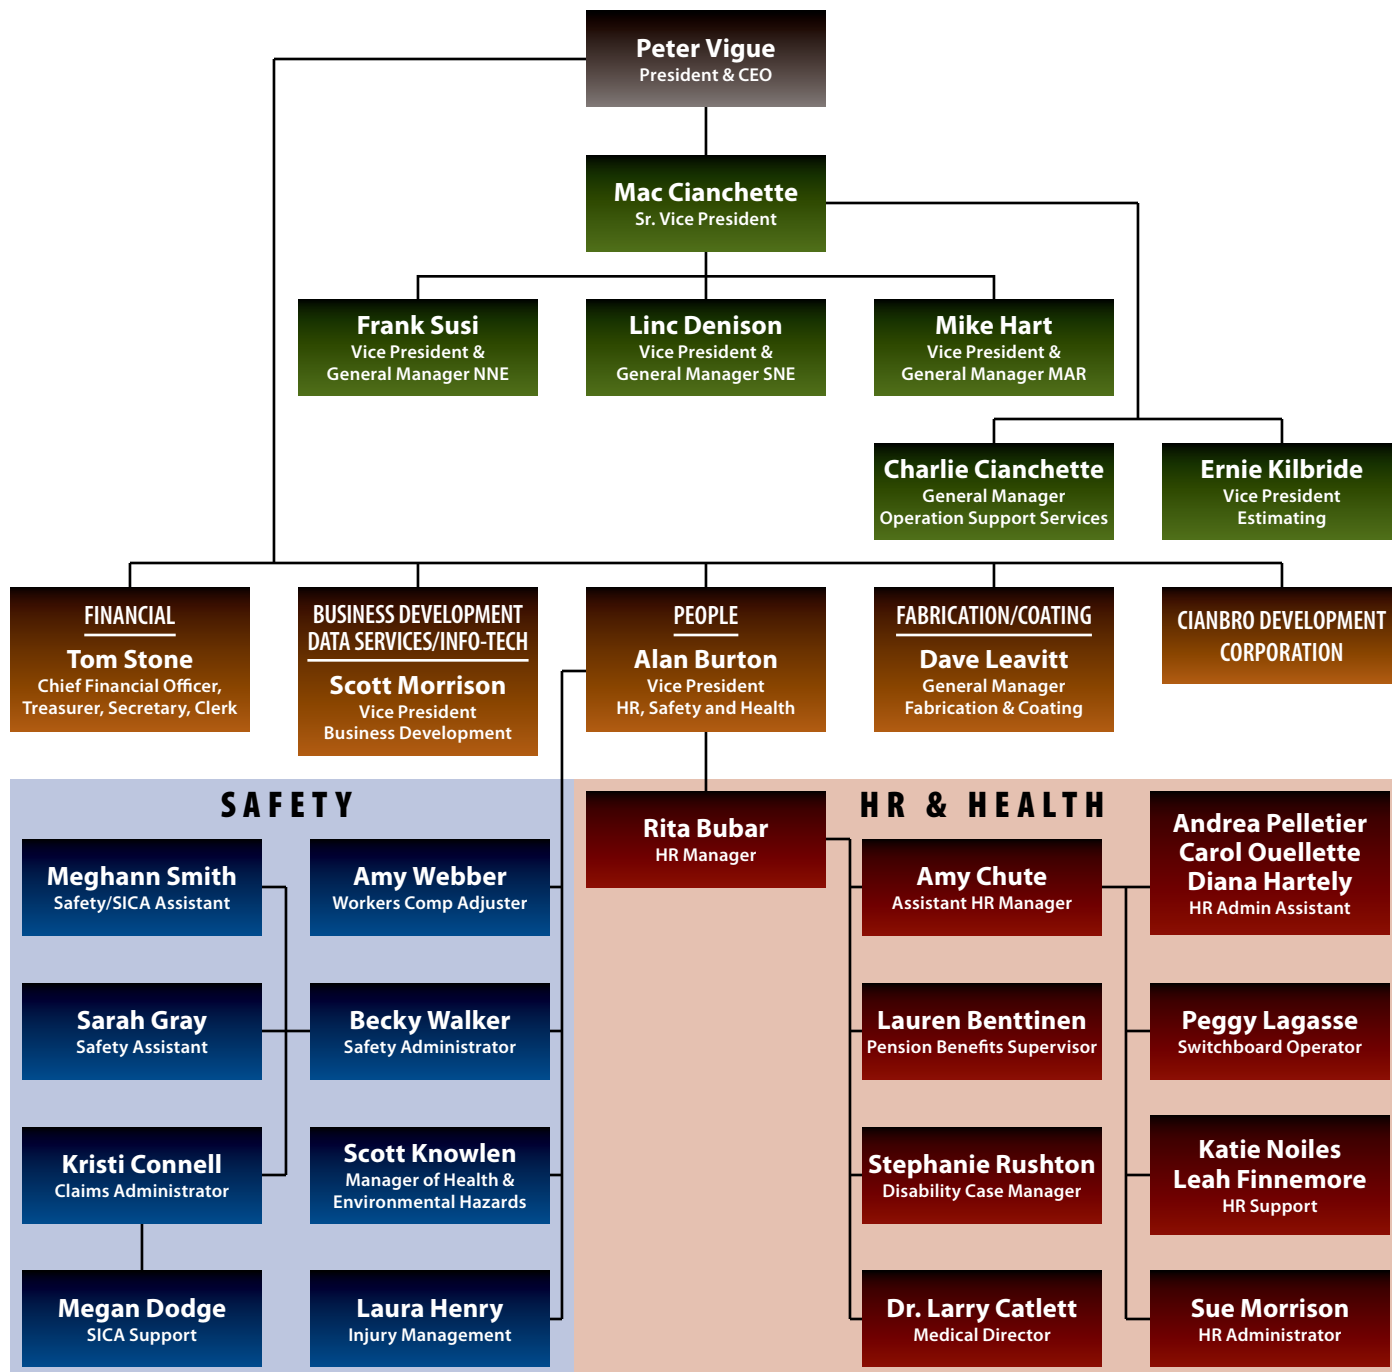 Peter Vigue
President & CEO
Mac Cianchette
Sr. Vice President
Frank Susi
Vice President &
General Manager NNE
Linc Denison
Vice President &
General Manager SNE
Mike Hart
Vice President &
General Manager MAR
Charlie Cianchette
General Manager
Operation Support Services
Ernie Kilbride
Vice President
Estimating
FINANCIAL
Tom Stone
Chief Financial Officer,
Treasurer, Secretary, Clerk
BUSINESS DEVELOPMENT
DATA SERVICES/INFO-TECH
Scott Morrison
Vice President
Business Development
PEOPLE
Alan Burton
Vice President
HR, Safety and Health
FABRICATION/COATING
Dave Leavitt
General Manager
Fabrication & Coating
CIANBRO DEVELOPMENT
CORPORATION
SAFETY
Meghann Smith
Safety/SICA Assistant
Amy Webber
Workers Comp Adjuster
Sarah Gray
Safety Assistant
Becky Walker
Safety Administrator
Kristi Connell
Claims Administrator
Scott Knowlen
Manager of Health &
Environmental Hazards
Megan Dodge
SICA Support
Laura Henry
Injury Management
HR & HEALTH
Rita Bubar
HR Manager
Amy Chute
Assistant HR Manager
Andrea Pelletier
Carol Ouellette
Diana Hartely
HR Admin Assistant
Lauren Benttinen
Pension Benefits Supervisor
Peggy Lagasse
Switchboard Operator
Stephanie Rushton
Disability Case Manager
Katie Noiles
Leah Finnemore
HR Support
Dr. Larry Catlett
Medical Director
Sue Morrison
HR Administrator